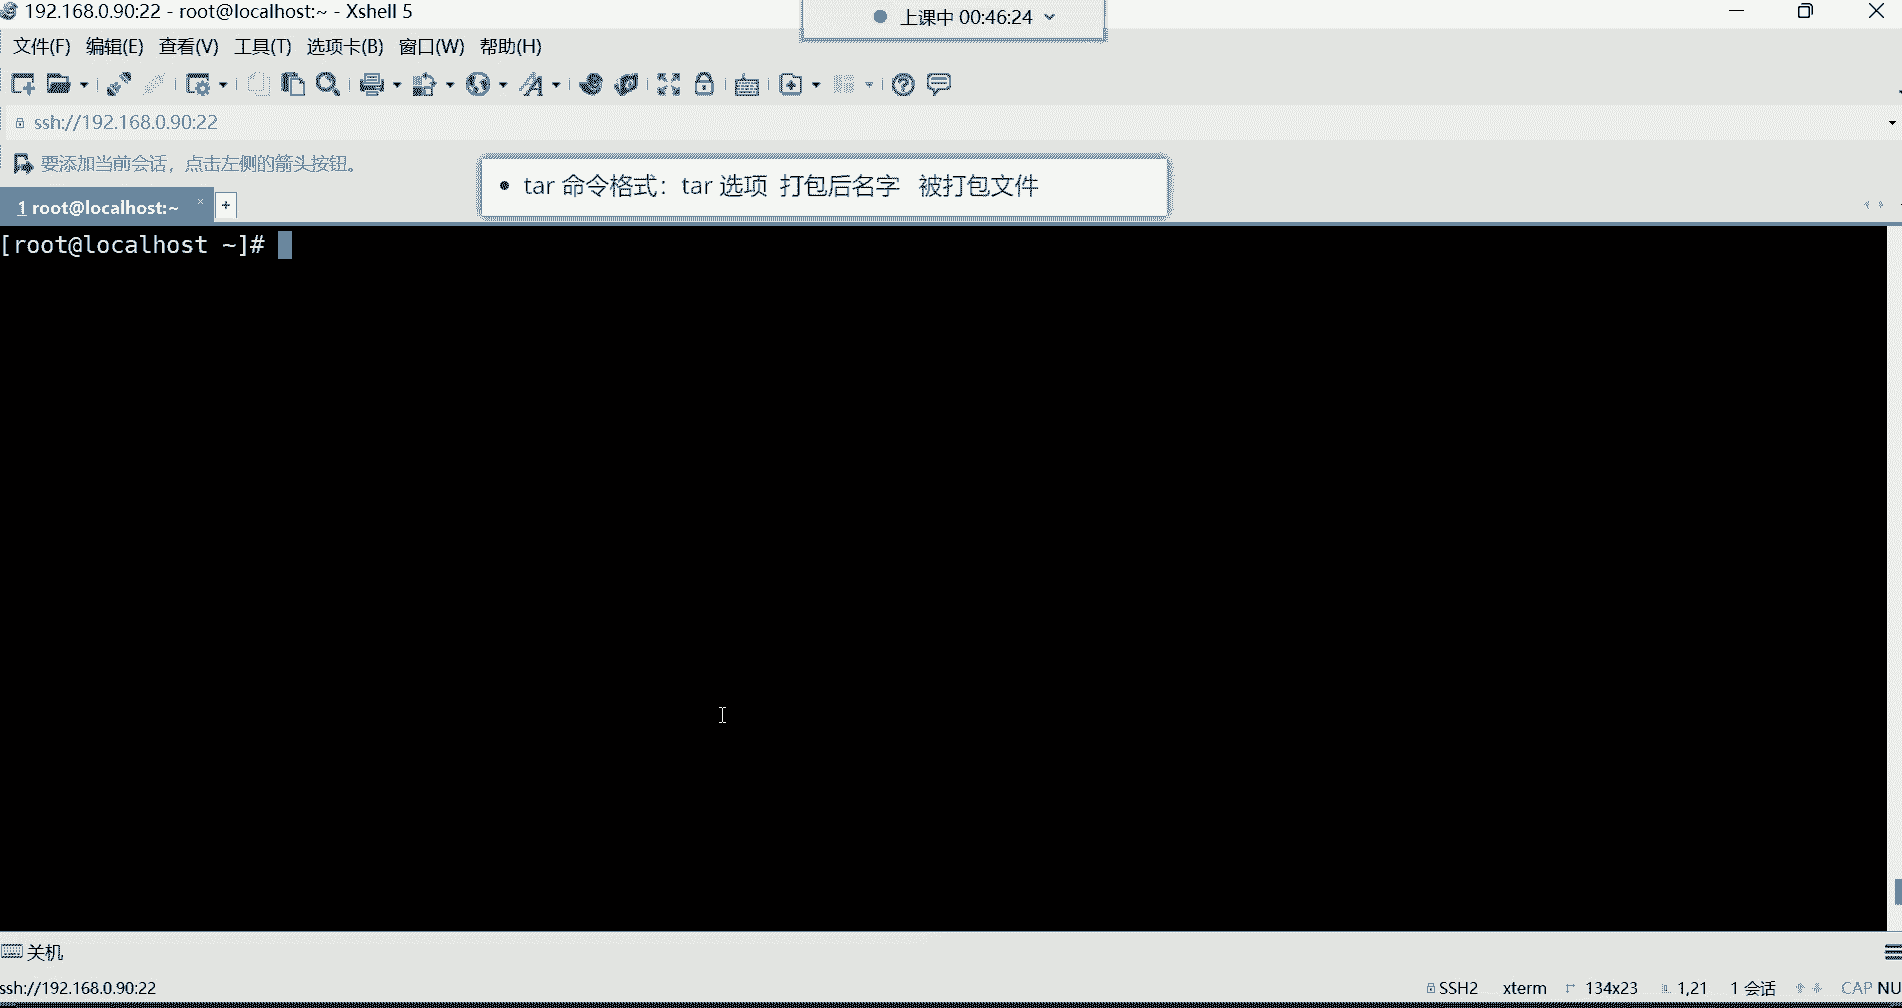 192.168.0.90:22 - root@localhost:~ - Xshell 5
上课中 00:46:24
文件(F) 编辑(E) 查看(V) 工具(T) 选项卡(B) 窗口(W) 帮助(H)
ssh://192.168.0.90:22
要添加当前会话，点击左侧的箭头按钮。
• tar 命令格式：tar 选项 打包后名字 被打包文件
1 root@localhost:~ × +
[root@localhost ~]#
关机
ssh://192.168.0.90:22 SSH2 xterm 134x23 1,21 1 会话 CAP NU